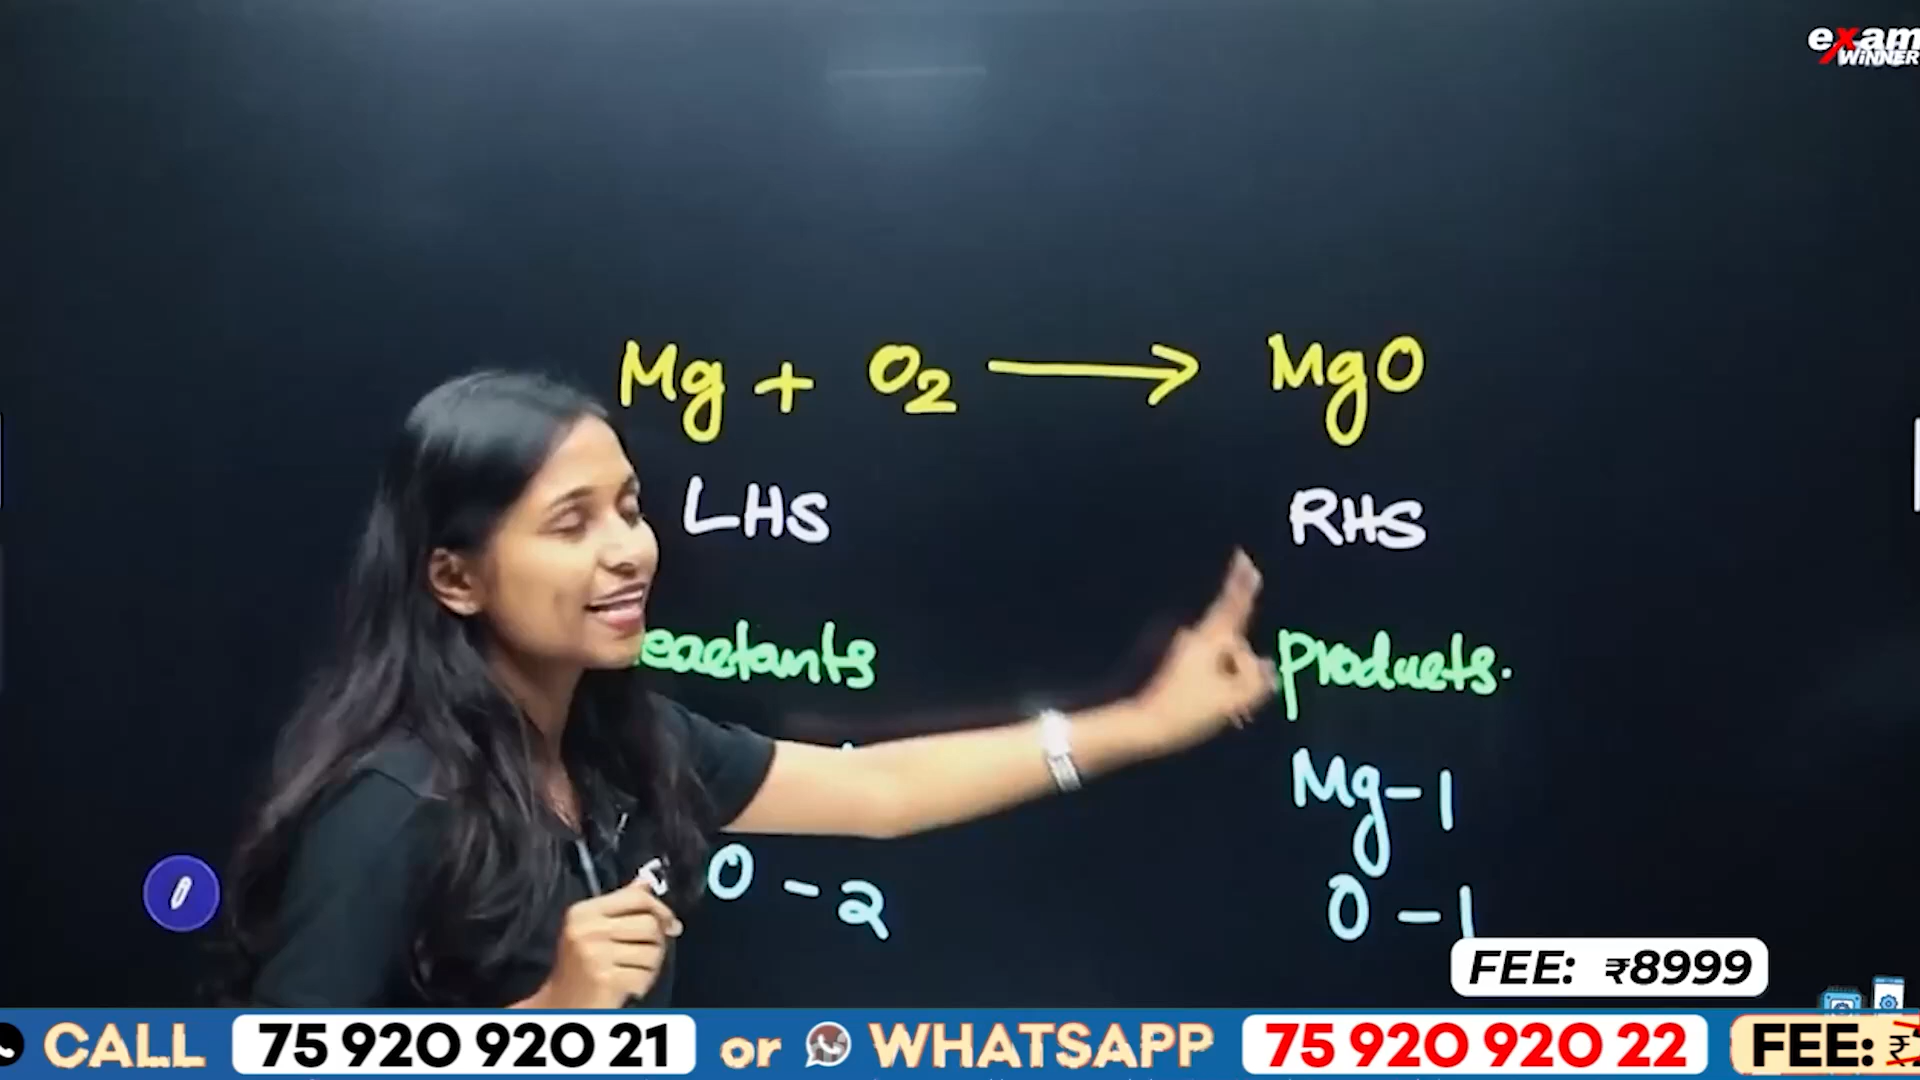 exam
WiNNER
Mg + O2 ⟶ MgO
LHS
RHS
eactants
Products.
Mg - 1
O - 2
O - 1
FEE: ₹8999
CALL 75 920 920 21 or WHATSAPP 75 920 920 22 FEE: ₹